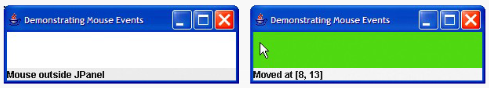 Demonstrating Mouse Events
Mouse outside JPanel
Demonstrating Mouse Events
Moved at [8, 13]